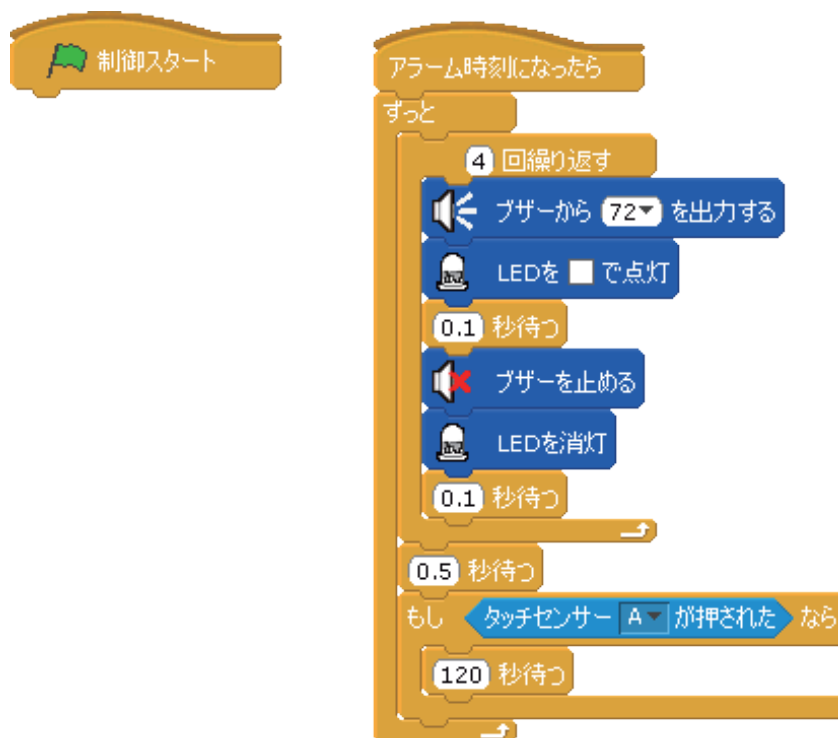 制御スタート
アラーム時刻になったら
ずっと
4 回繰り返す
ブザーから 72 を出力する
LEDを で点灯
0.1 秒待つ
ブザーを止める
LEDを消灯
0.1 秒待つ
0.5 秒待つ
もし タッチセンサー A が押された なら
120 秒待つ